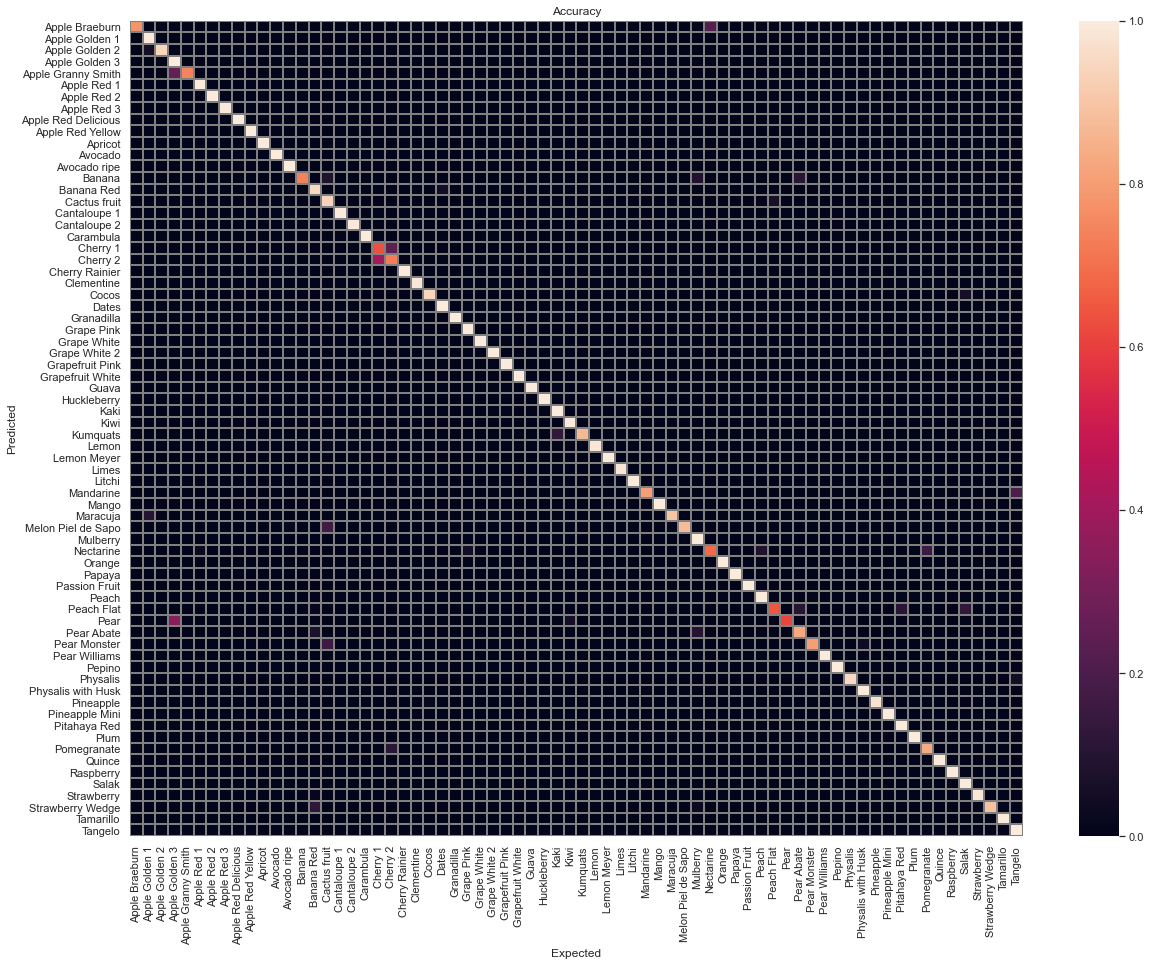 Accuracy
Apple Braeburn
Apple Golden 1
Apple Golden 2
Apple Golden 3
Apple Granny Smith
Apple Red 1
Apple Red 2
Apple Red 3
Apple Red Delicious
Apple Red Yellow
Apricot
Avocado
Avocado ripe
Banana
Banana Red
Cactus fruit
Cantaloupe 1
Cantaloupe 2
Carambula
Cherry 1
Cherry 2
Cherry Rainier
Clementine
Cocos
Dates
Granadilla
Grape Pink
Grape White
Grape White 2
Grapefruit Pink
Grapefruit White
Guava
Huckleberry
Kaki
Kiwi
Kumquats
Lemon
Lemon Meyer
Limes
Litchi
Mandarine
Mango
Maracuja
Melon Piel de Sapo
Mulberry
Nectarine
Orange
Papaya
Passion Fruit
Peach
Peach Flat
Pear
Pear Abate
Pear Monster
Pear Williams
Pepino
Physalis
Physalis with Husk
Pineapple
Pineapple Mini
Pitahaya Red
Plum
Pomegranate
Quince
Raspberry
Salak
Strawberry
Strawberry Wedge
Tamarillo
Tangelo
Predicted
Apple Braeburn
Apple Golden 1
Apple Golden 2
Apple Golden 3
Apple Granny Smith
Apple Red 1
Apple Red 2
Apple Red 3
Apple Red Delicious
Apple Red Yellow
Apricot
Avocado
Avocado ripe
Banana
Banana Red
Cactus fruit
Cantaloupe 1
Cantaloupe 2
Carambula
Cherry 1
Cherry 2
Cherry Rainier
Clementine
Cocos
Dates
Granadilla
Grape Pink
Grape White
Grape White 2
Grapefruit Pink
Grapefruit White
Guava
Huckleberry
Kaki
Kiwi
Kumquats
Lemon
Lemon Meyer
Limes
Litchi
Mandarine
Mango
Maracuja
Melon Piel de Sapo
Mulberry
Nectarine
Orange
Papaya
Passion Fruit
Peach
Peach Flat
Pear
Pear Abate
Pear Monster
Pear Williams
Pepino
Physalis
Physalis with Husk
Pineapple
Pineapple Mini
Pitahaya Red
Plum
Pomegranate
Quince
Raspberry
Salak
Strawberry
Strawberry Wedge
Tamarillo
Tangelo
Expected
1.0
0.8
0.6
0.4
0.2
0.0